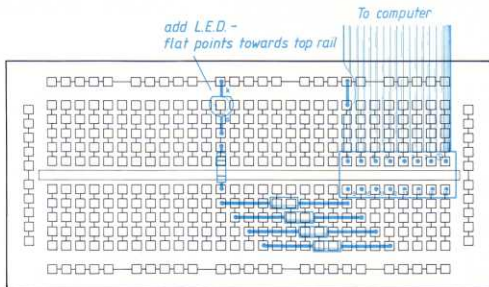 add L.E.D. -
flat points towards top rail
To computer